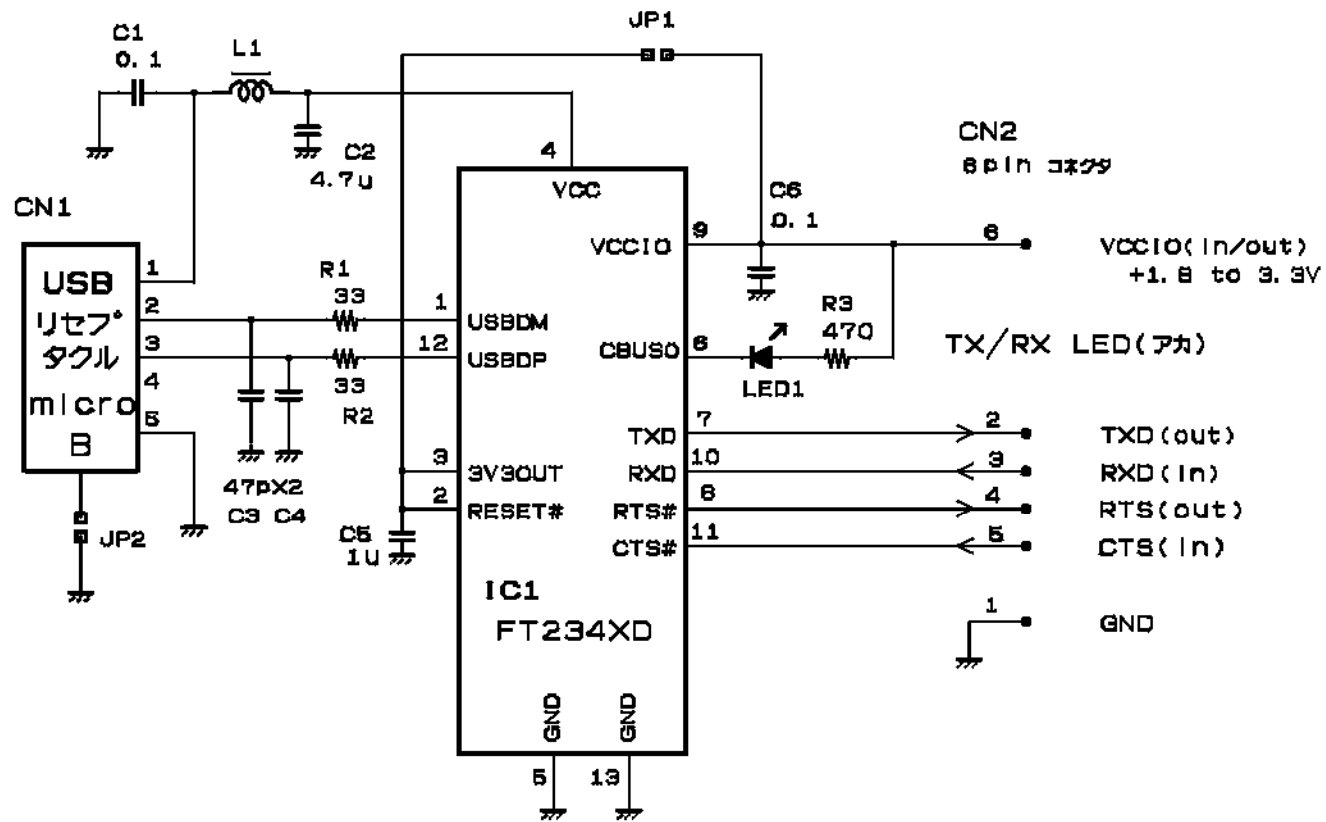 JP1
C1
0.1
L1
C2
4.7u
4
VCC
CN2
6pin コネクタ
C6
0.1
CN1
USB
リセプ゚
タクル
micro
B
1
2
3
4
5
R1
33
1
USBDM
12
USBDP
33
R2
VCCIO
9
6
VCCIO(in/out)
+1.8 to 3.3V
R3
470
CBUS0
6
LED1
TX/RX LED(アカ)
TXD
7
2
TXD(out)
3
3V3OUT
RXD
10
3
RXD(in)
2
RESET#
RTS#
8
4
RTS(out)
CTS#
11
5
CTS(in)
47pX2
C3 C4
C5
1u
JP2
IC1
FT234XD
1
GND
GND
GND
5
13